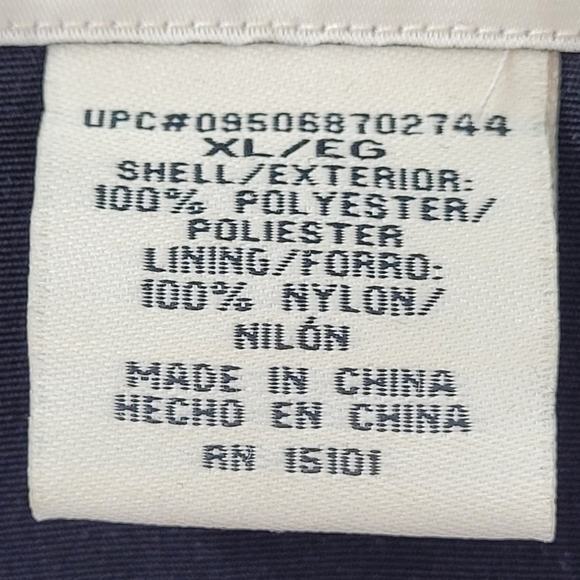 UPC#095068702744
XL/EG
SHELL/EXTERIOR:
100% POLYESTER/
POLIESTER
LINING/FORRO:
100% NYLON/
NILÓN
MADE IN CHINA
HECHO EN CHINA
RN 15101